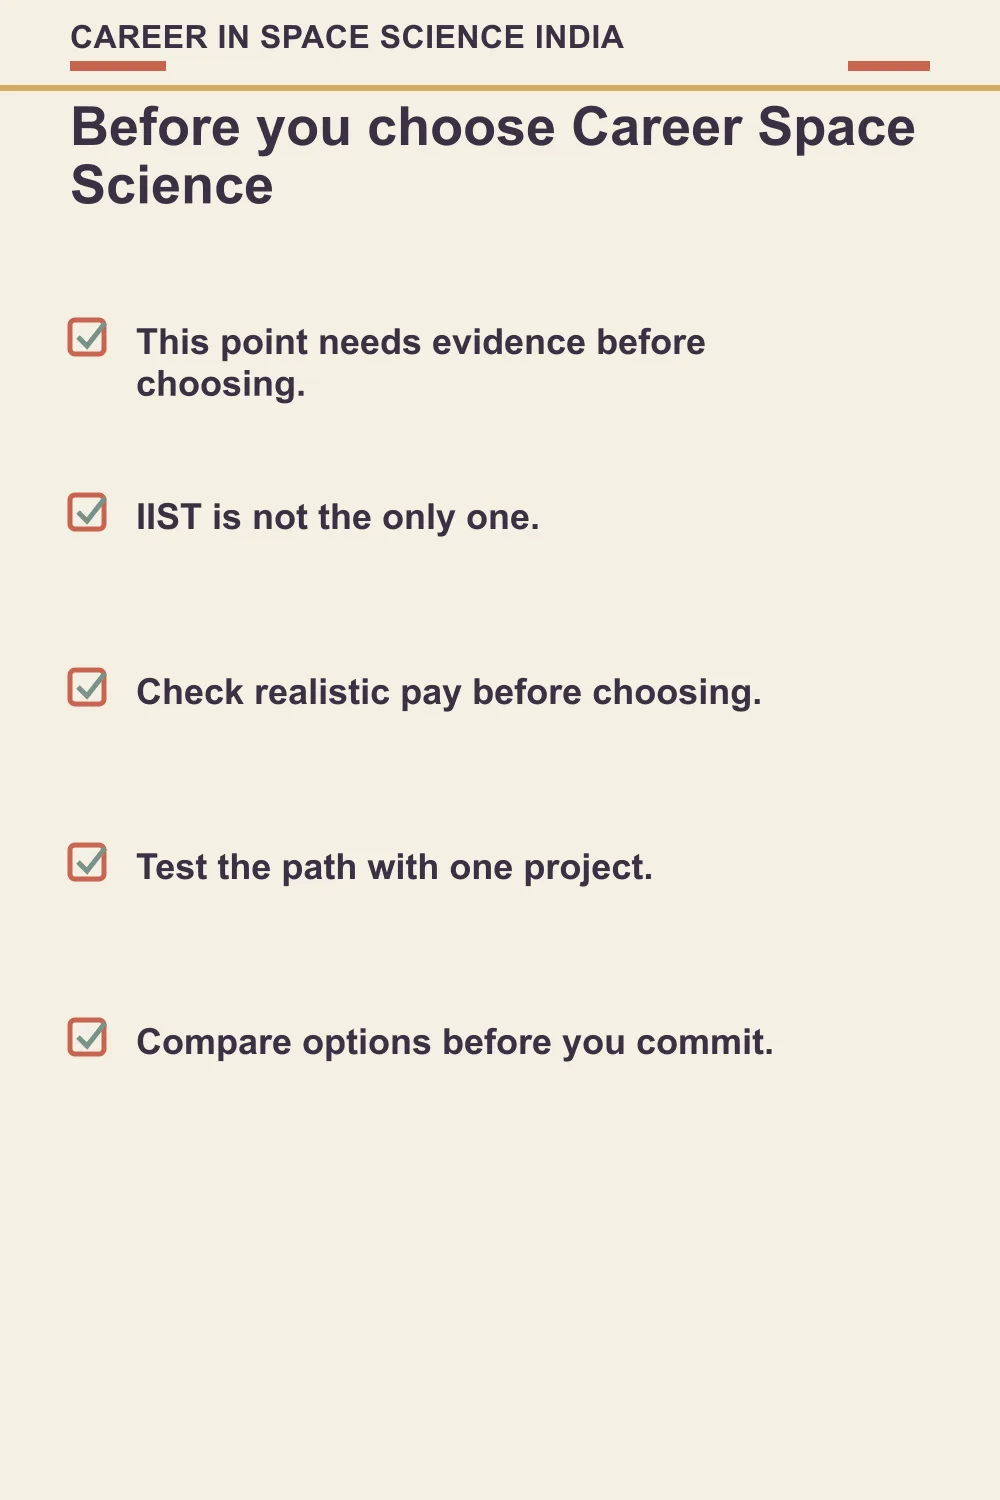 CAREER IN SPACE SCIENCE INDIA
Before you choose Career Space
Science
This point needs evidence before
choosing.
IIST is not the only one.
Check realistic pay before choosing.
Test the path with one project.
Compare options before you commit.